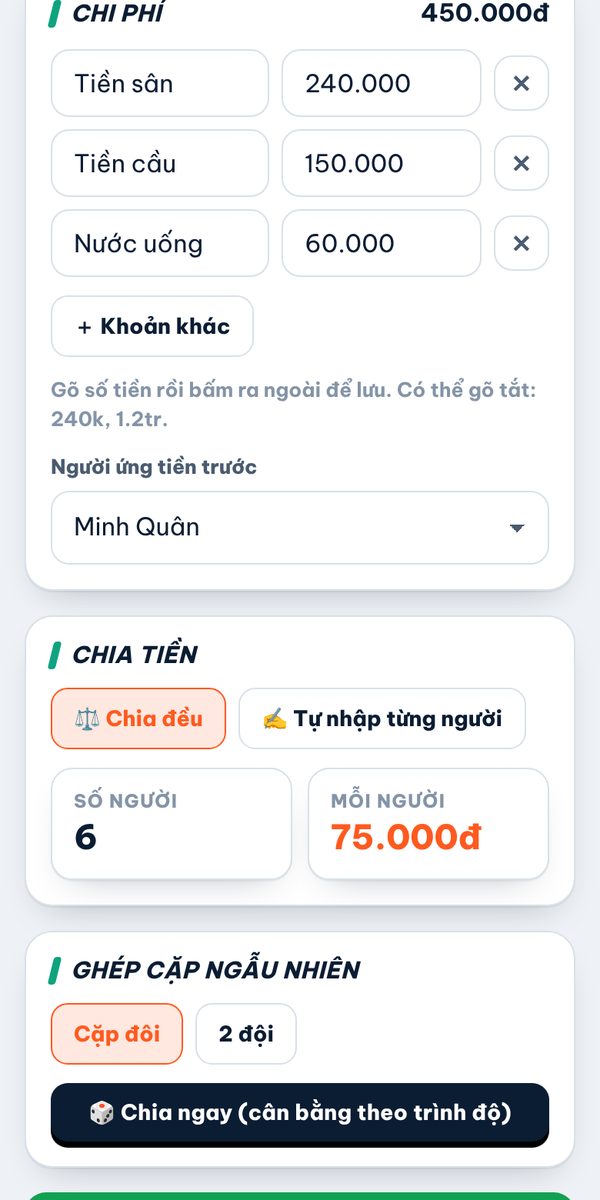 CHI PHÍ 450.000đ
Tiền sân 240.000 ✕
Tiền cầu 150.000 ✕
Nước uống 60.000 ✕
+ Khoản khác
Gõ số tiền rồi bấm ra ngoài để lưu. Có thể gõ tắt:
240k, 1.2tr.
Người ứng tiền trước
Minh Quân
CHIA TIỀN
⚖️ Chia đều ✍️ Tự nhập từng người
SỐ NGƯỜI MỖI NGƯỜI
6 75.000đ
GHÉP CẶP NGẪU NHIÊN
Cặp đôi 2 đội
🎲 Chia ngay (cân bằng theo trình độ)